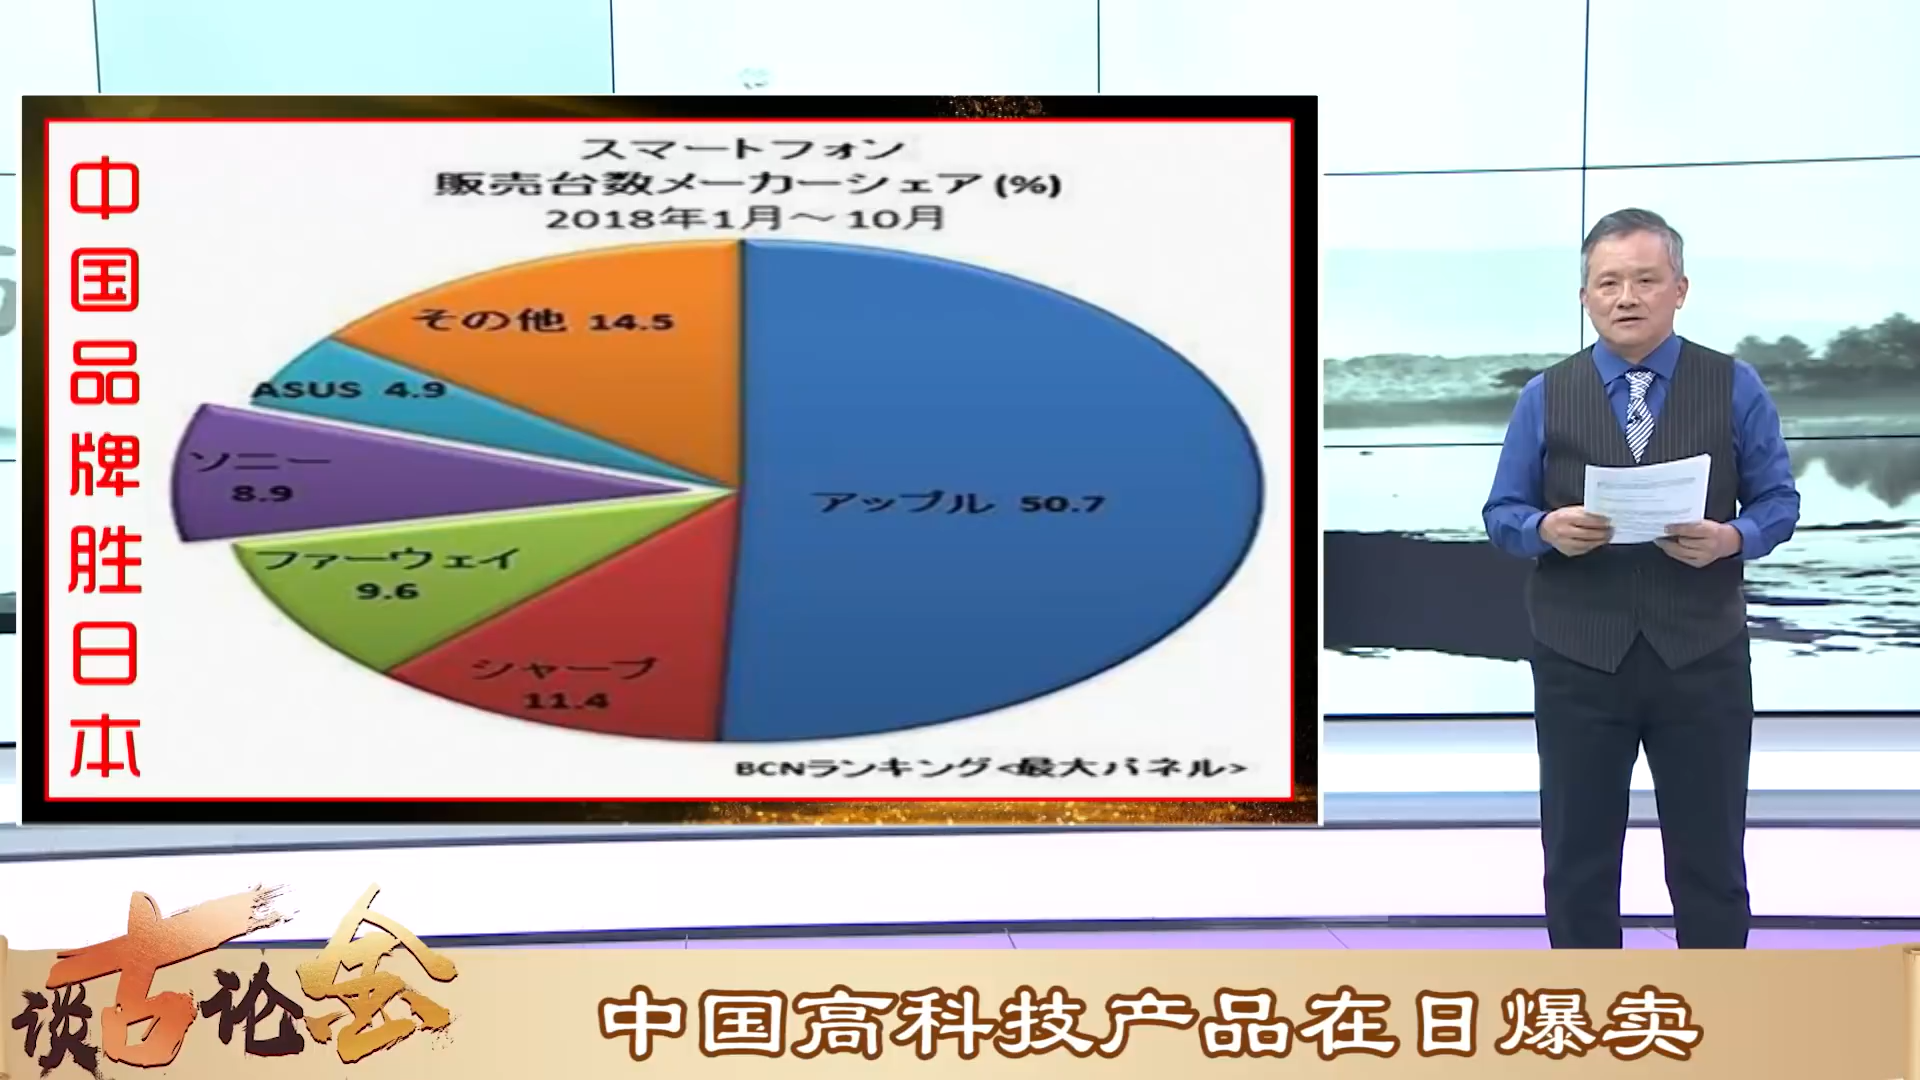 中国品牌胜日本
スマートフォン
販売台数メーカーシェア(%)
2018年1月～10月
その他 14.5
ASUS 4.9
ソニー
8.9
ファーウェイ
9.6
シャープ
11.4
アップル 50.7
BCNランキング<最大パネル>
谈古论金
中国高科技产品在日爆卖